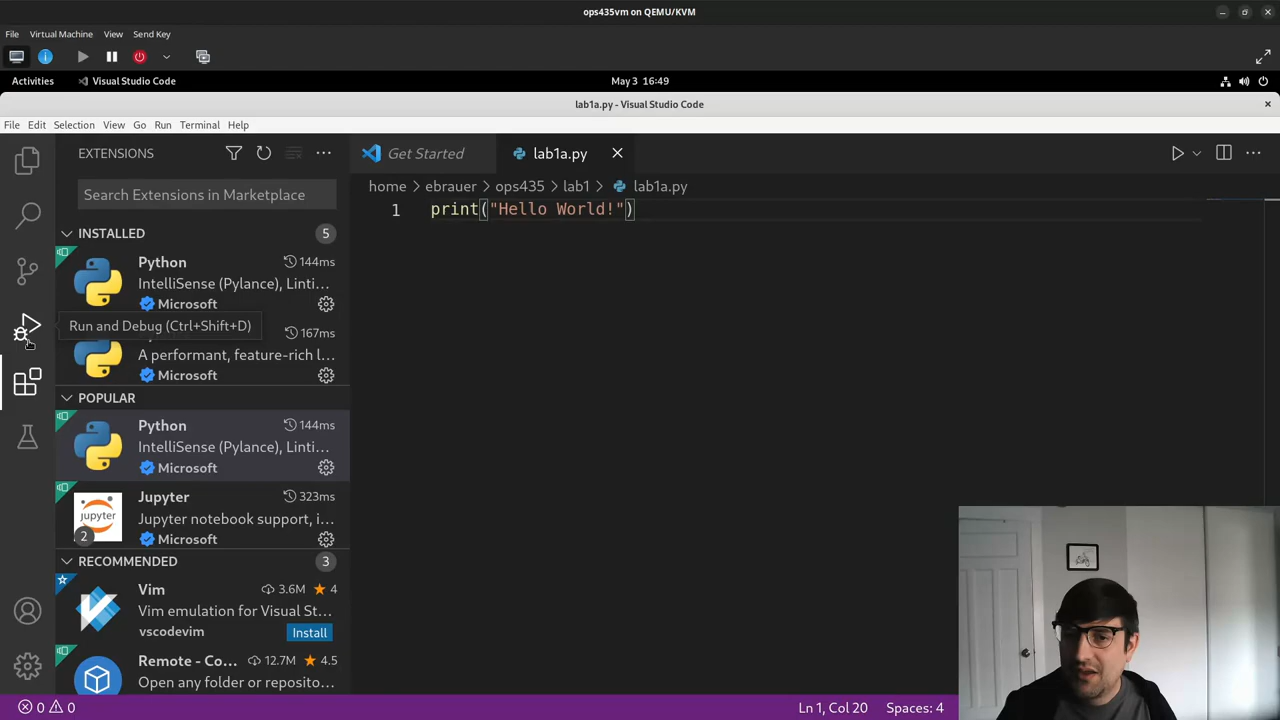 ops435vm on QEMU/KVM
File Virtual Machine View Send Key
Activities Visual Studio Code May 3 16:49
lab1a.py - Visual Studio Code
File Edit Selection View Go Run Terminal Help
EXTENSIONS
Get Started lab1a.py
Search Extensions in Marketplace
home ebrauer ops435 lab1 lab1a.py
1 print("Hello World!")
INSTALLED 5
Python 144ms
IntelliSense (Pylance), Linti...
Microsoft
Run and Debug (Ctrl+Shift+D) 167ms
A performant, feature-rich l...
Microsoft
POPULAR
Python 144ms
IntelliSense (Pylance), Linti...
Microsoft
Jupyter 323ms
jupyter
Jupyter notebook support, i...
2
Microsoft
RECOMMENDED 3
Vim 3.6M 4
Vim emulation for Visual St...
vscodevim Install
Remote - Co... 12.7M 4.5
Open any folder or reposito...
0 0 Ln 1, Col 20 Spaces: 4